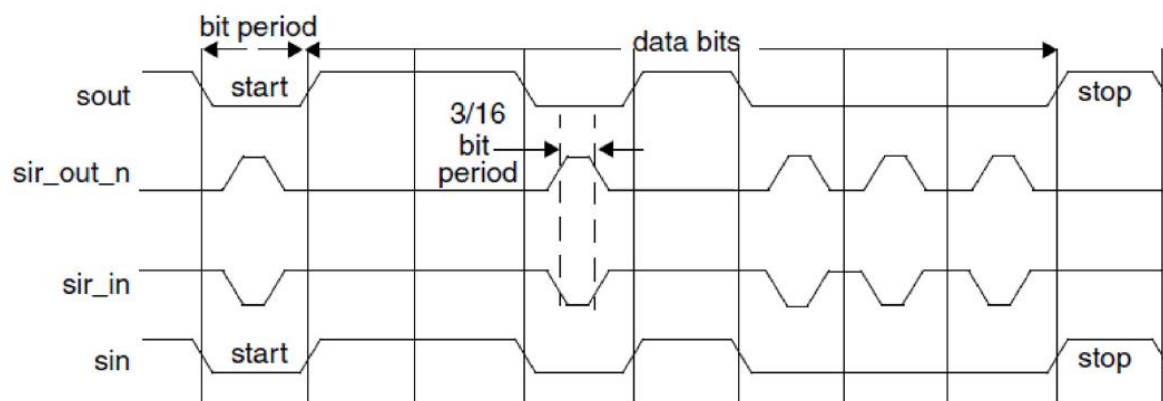 bit period
data bits
sout
start
stop
3/16
bit
period
sir_out_n
sir_in
sin
start
stop